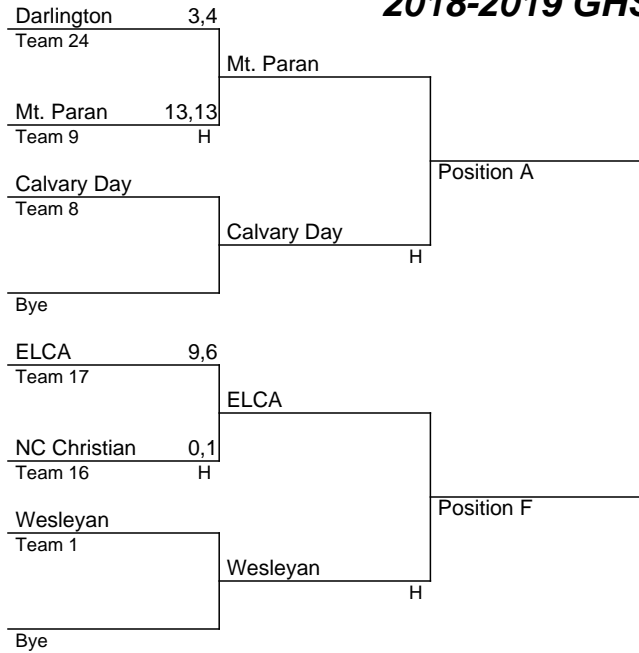 2018-2019 GHS
Darlington 3,4
Team 24
Mt. Paran
Mt. Paran 13,13
Team 9 H
Position A
Calvary Day
Team 8
Calvary Day
H
Bye
ELCA 9,6
Team 17
ELCA
NC Christian 0,1
Team 16 H
Position F
Wesleyan
Team 1
Wesleyan
H
Bye